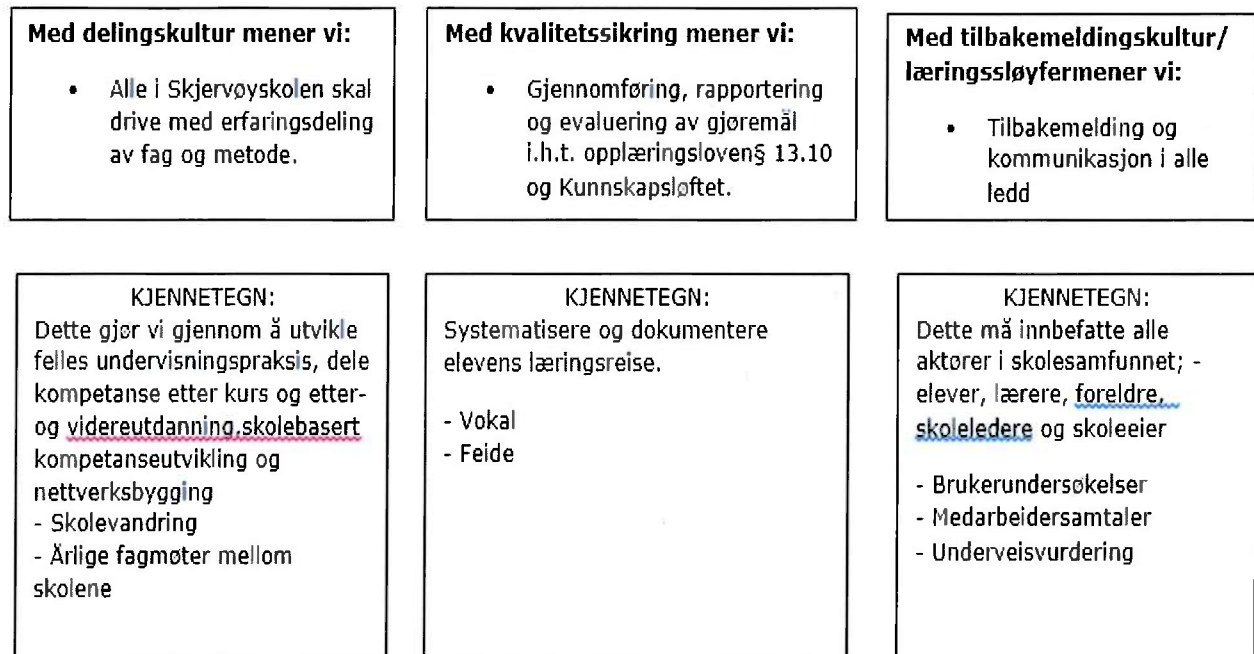 Med delingskultur mener vi:
• Alle i Skjervøyskolen skal
drive med erfaringsdeling
av fag og metode.
Med kvalitetssikring mener vi:
• Gjennomføring, rapportering
og evaluering av gjøremål
i.h.t. opplæringsloven§ 13.10
og Kunnskapsløftet.
Med tilbakemeldingskultur/
læringssløyfermener vi:
• Tilbakemelding og
kommunikasjon i alle
ledd
KJENNETEGN:
Dette gjør vi gjennom å utvikle
felles undervisningspraksis, dele
kompetanse etter kurs og etter-
og videreutdanning.skolebasert
kompetanseutvikling og
nettverksbygging
- Skolevandring
- Årlige fagmøter mellom
skolene
KJENNETEGN:
Systematisere og dokumentere
elevens læringsreise.
- Vokal
- Feide
KJENNETEGN:
Dette må innbefatte alle
aktører i skolesamfunnet; -
elever, lærere, foreldre,
skoleledere og skoleeier
- Brukerundersøkelser
- Medarbeidersamtaler
- Underveisvurdering